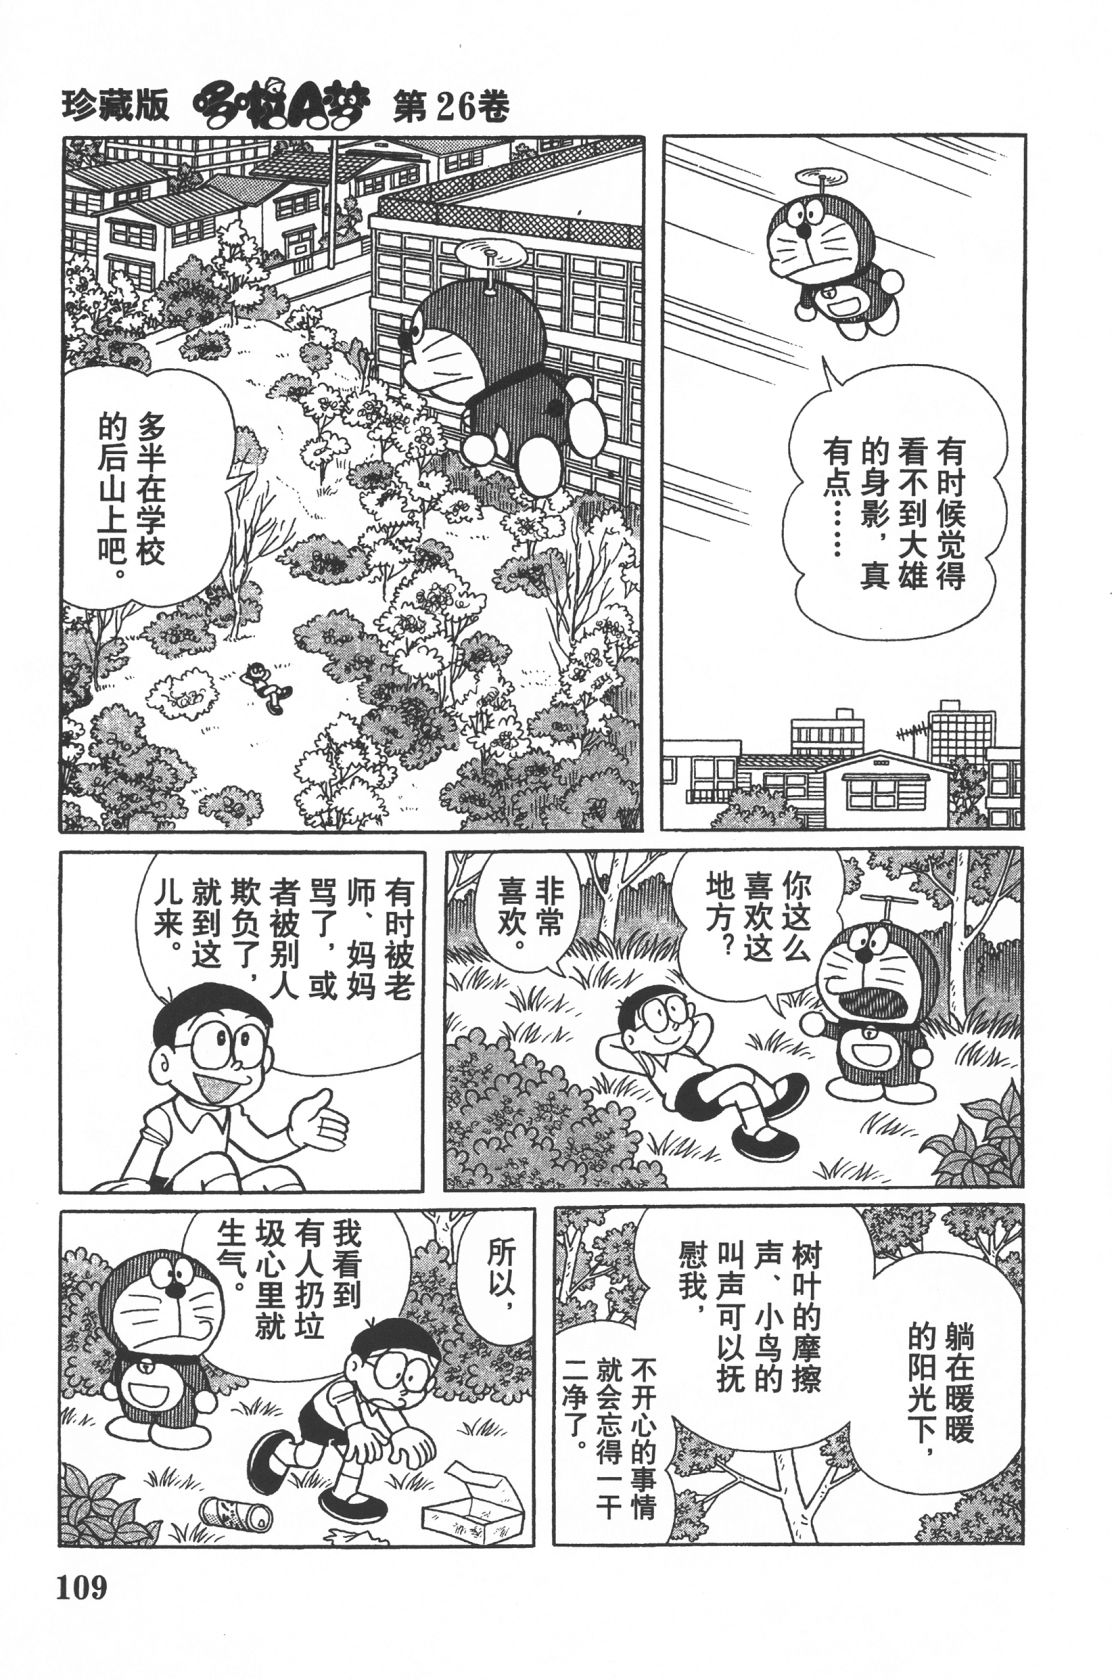 珍藏版 哆啦A梦 第26卷
有时候觉得
看不到大雄
的身影，真
有点……
多半在学校
的后山上吧。
你这么
喜欢这
地方？
非常
喜欢。
有时被老
师、妈妈
骂了，或
者被别人
欺负了，
就到这
儿来。
躺在暖暖
的阳光下，
树叶的摩擦
声、小鸟的
叫声可以抚
慰我，
不开心的事情
就会忘得一干
二净了。
所以，
我看到
有人扔垃
圾心里就
生气。
109